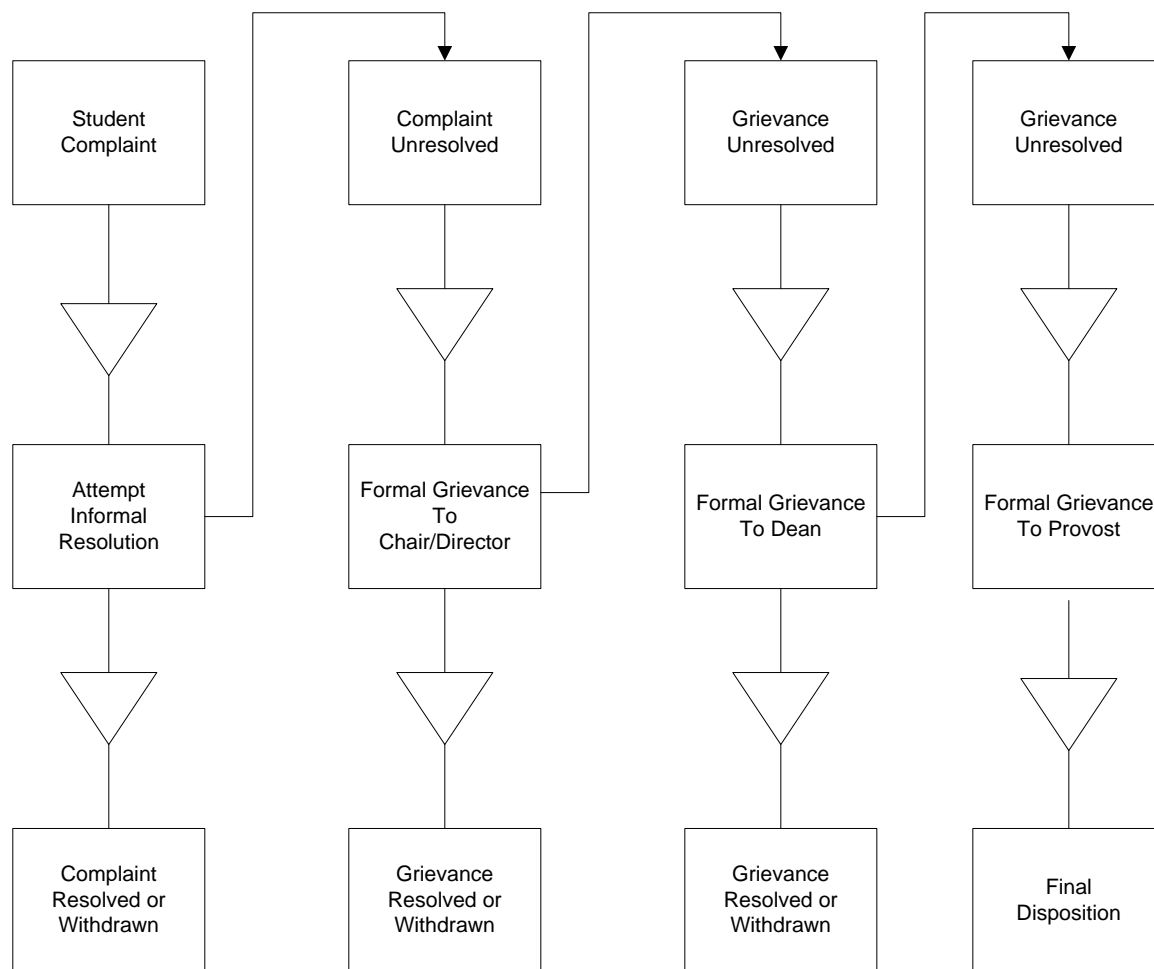 Student
Complaint
Complaint
Unresolved
Grievance
Unresolved
Grievance
Unresolved
Attempt
Informal
Resolution
Formal Grievance
To
Chair/Director
Formal Grievance
To Dean
Formal Grievance
To Provost
Complaint
Resolved or
Withdrawn
Grievance
Resolved or
Withdrawn
Grievance
Resolved or
Withdrawn
Final
Disposition